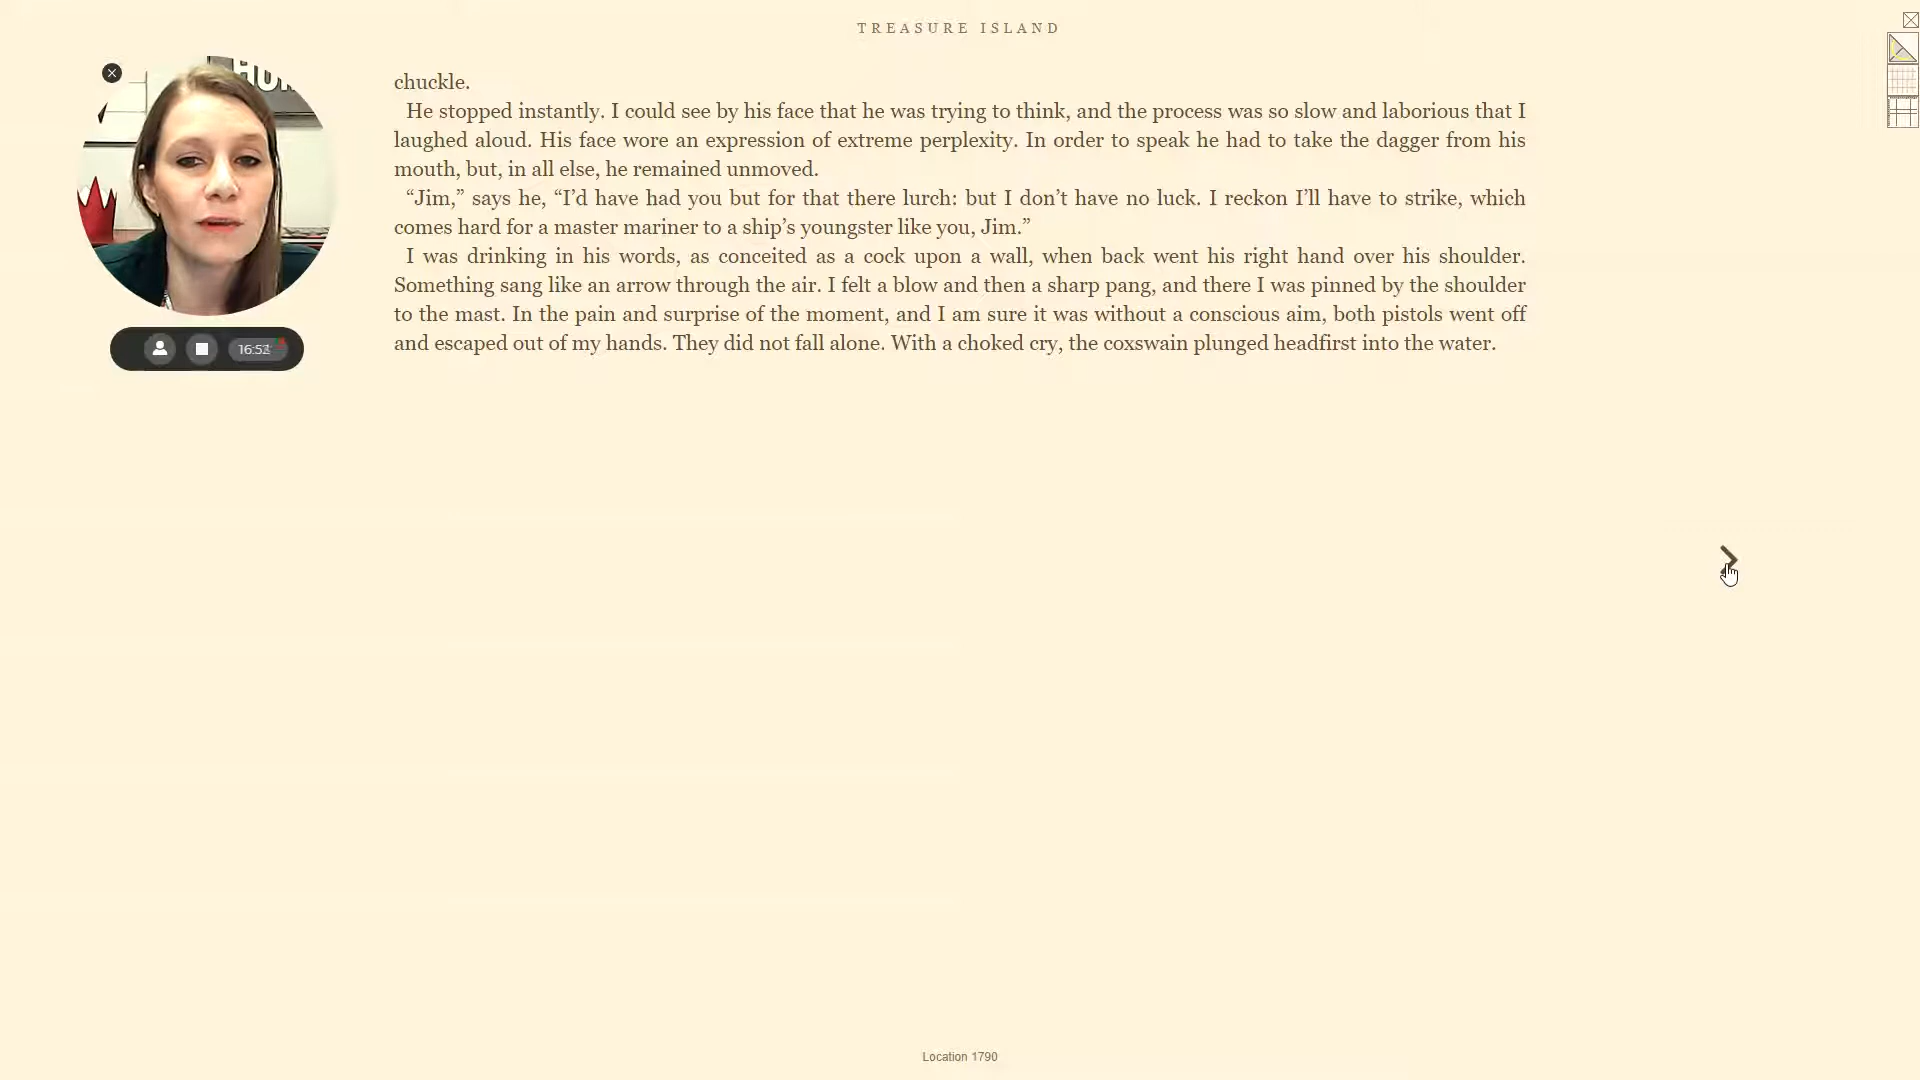 TREASURE ISLAND
chuckle.
He stopped instantly. I could see by his face that he was trying to think, and the process was so slow and laborious that I
laughed aloud. His face wore an expression of extreme perplexity. In order to speak he had to take the dagger from his
mouth, but, in all else, he remained unmoved.
“Jim,” says he, “I’d have had you but for that there lurch: but I don’t have no luck. I reckon I’ll have to strike, which
comes hard for a master mariner to a ship’s youngster like you, Jim.”
I was drinking in his words, as conceited as a cock upon a wall, when back went his right hand over his shoulder.
Something sang like an arrow through the air. I felt a blow and then a sharp pang, and there I was pinned by the shoulder
to the mast. In the pain and surprise of the moment, and I am sure it was without a conscious aim, both pistols went off
and escaped out of my hands. They did not fall alone. With a choked cry, the coxswain plunged headfirst into the water.
Location 1790